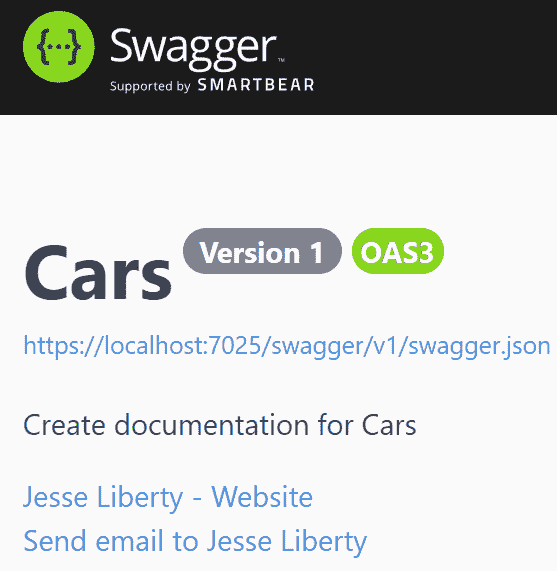 {···} Swagger™
Supported by SMARTBEAR
Cars Version 1 OAS3
https://localhost:7025/swagger/v1/swagger.json
Create documentation for Cars
Jesse Liberty - Website
Send email to Jesse Liberty